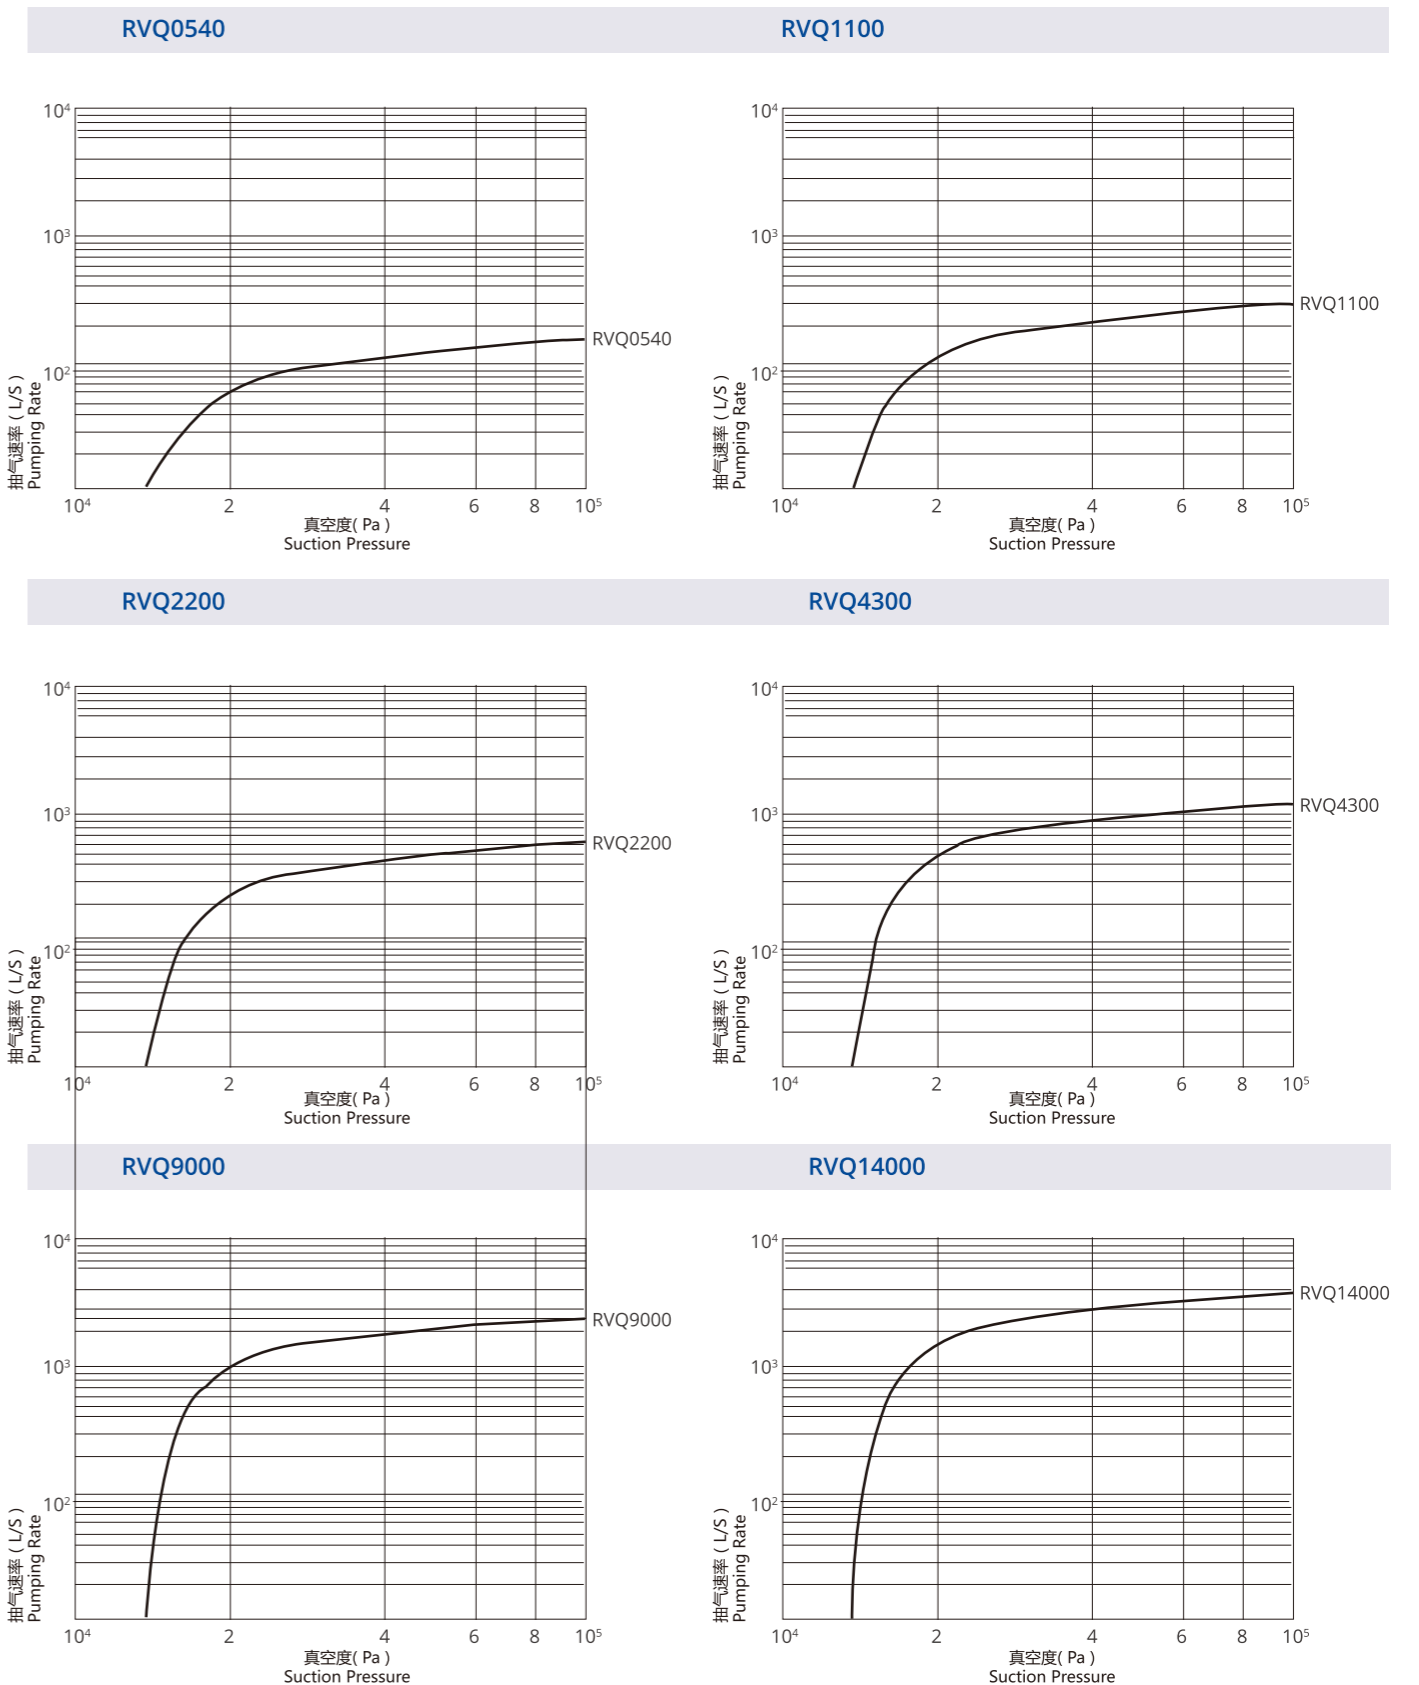 RVQ0540
RVQ1100
10⁴
10³
10²
抽气速率 ( L/S )
Pumping Rate
10⁴ 2 4 6 8 10⁵
真空度( Pa )
Suction Pressure
RVQ0540
10⁴
10³
10²
抽气速率 ( L/S )
Pumping Rate
10⁴ 2 4 6 8 10⁵
真空度( Pa )
Suction Pressure
RVQ1100
RVQ2200
RVQ4300
10⁴
10³
10²
抽气速率 ( L/S )
Pumping Rate
10⁴ 2 4 6 8 10⁵
真空度( Pa )
Suction Pressure
RVQ2200
10⁴
10³
10²
抽气速率 ( L/S )
Pumping Rate
10⁴ 2 4 6 8 10⁵
真空度( Pa )
Suction Pressure
RVQ4300
RVQ9000
RVQ14000
10⁴
10³
10²
抽气速率 ( L/S )
Pumping Rate
10⁴ 2 4 6 8 10⁵
真空度( Pa )
Suction Pressure
RVQ9000
10⁴
10³
10²
抽气速率 ( L/S )
Pumping Rate
10⁴ 2 4 6 8 10⁵
真空度( Pa )
Suction Pressure
RVQ14000